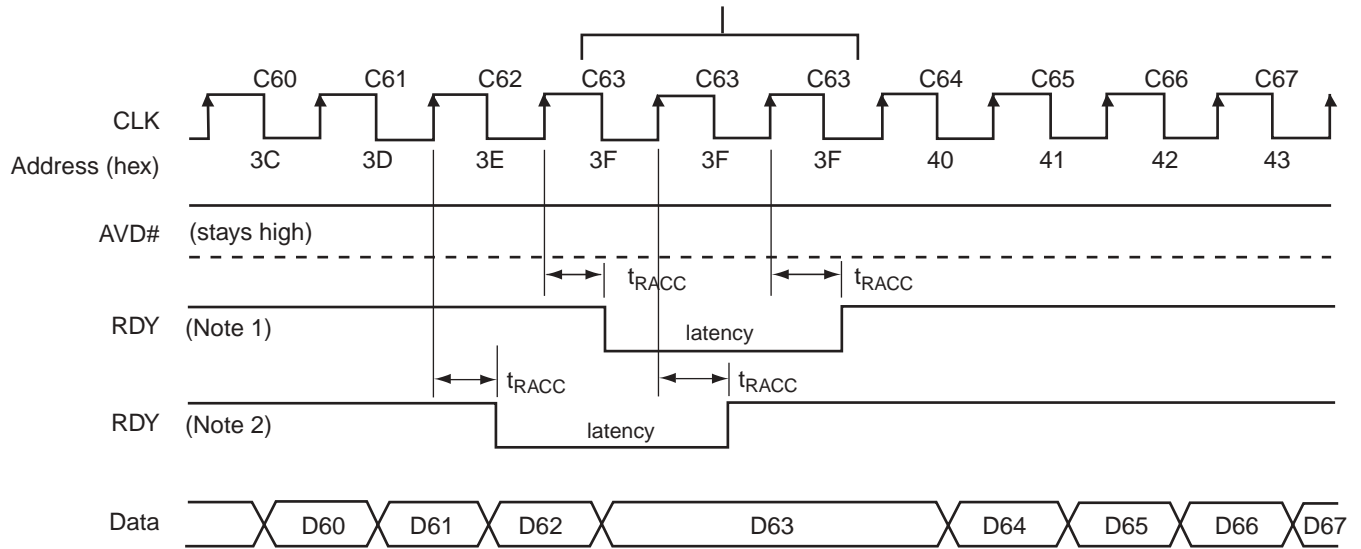 C60 C61 C62 C63 C63 C63 C64 C65 C66 C67
CLK
Address (hex) 3C 3D 3E 3F 3F 3F 40 41 42 43
AVD# (stays high)
tRACC tRACC
RDY (Note 1) latency
tRACC tRACC
RDY (Note 2) latency
Data D60 D61 D62 D63 D64 D65 D66 D67